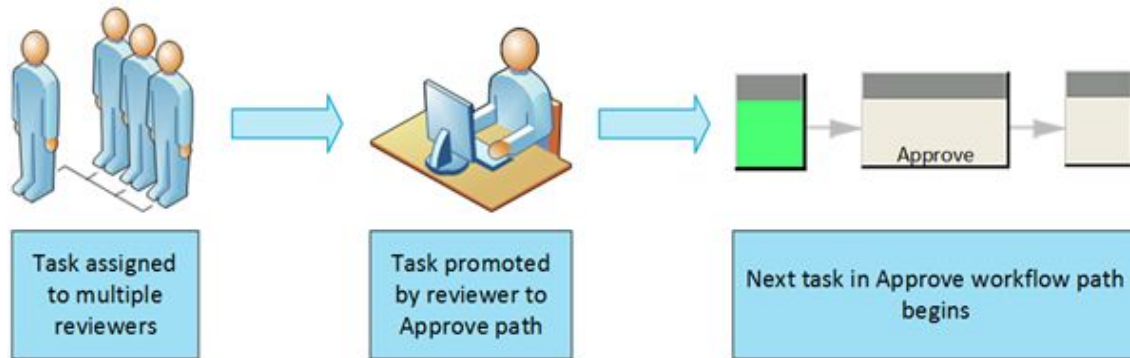 Approve
Task assigned
to multiple
reviewers
Task promoted
by reviewer to
Approve path
Next task in Approve workflow path
begins